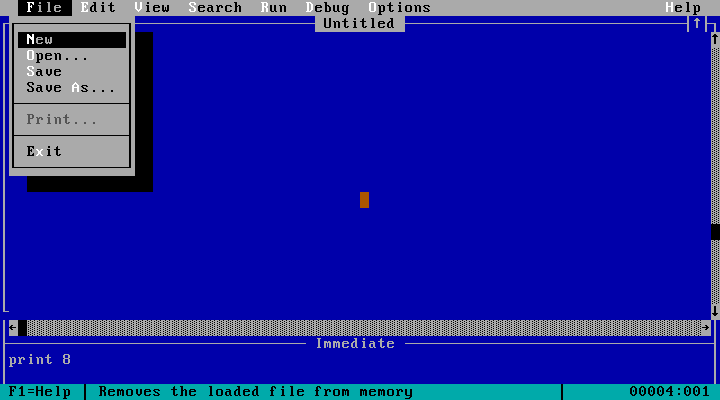 File Edit View Search Run Debug Options Help
Untitled
↑
New
Open...
Save
Save As...
Print...
Exit
Immediate
print 8
F1=Help Removes the loaded file from memory 00004:001